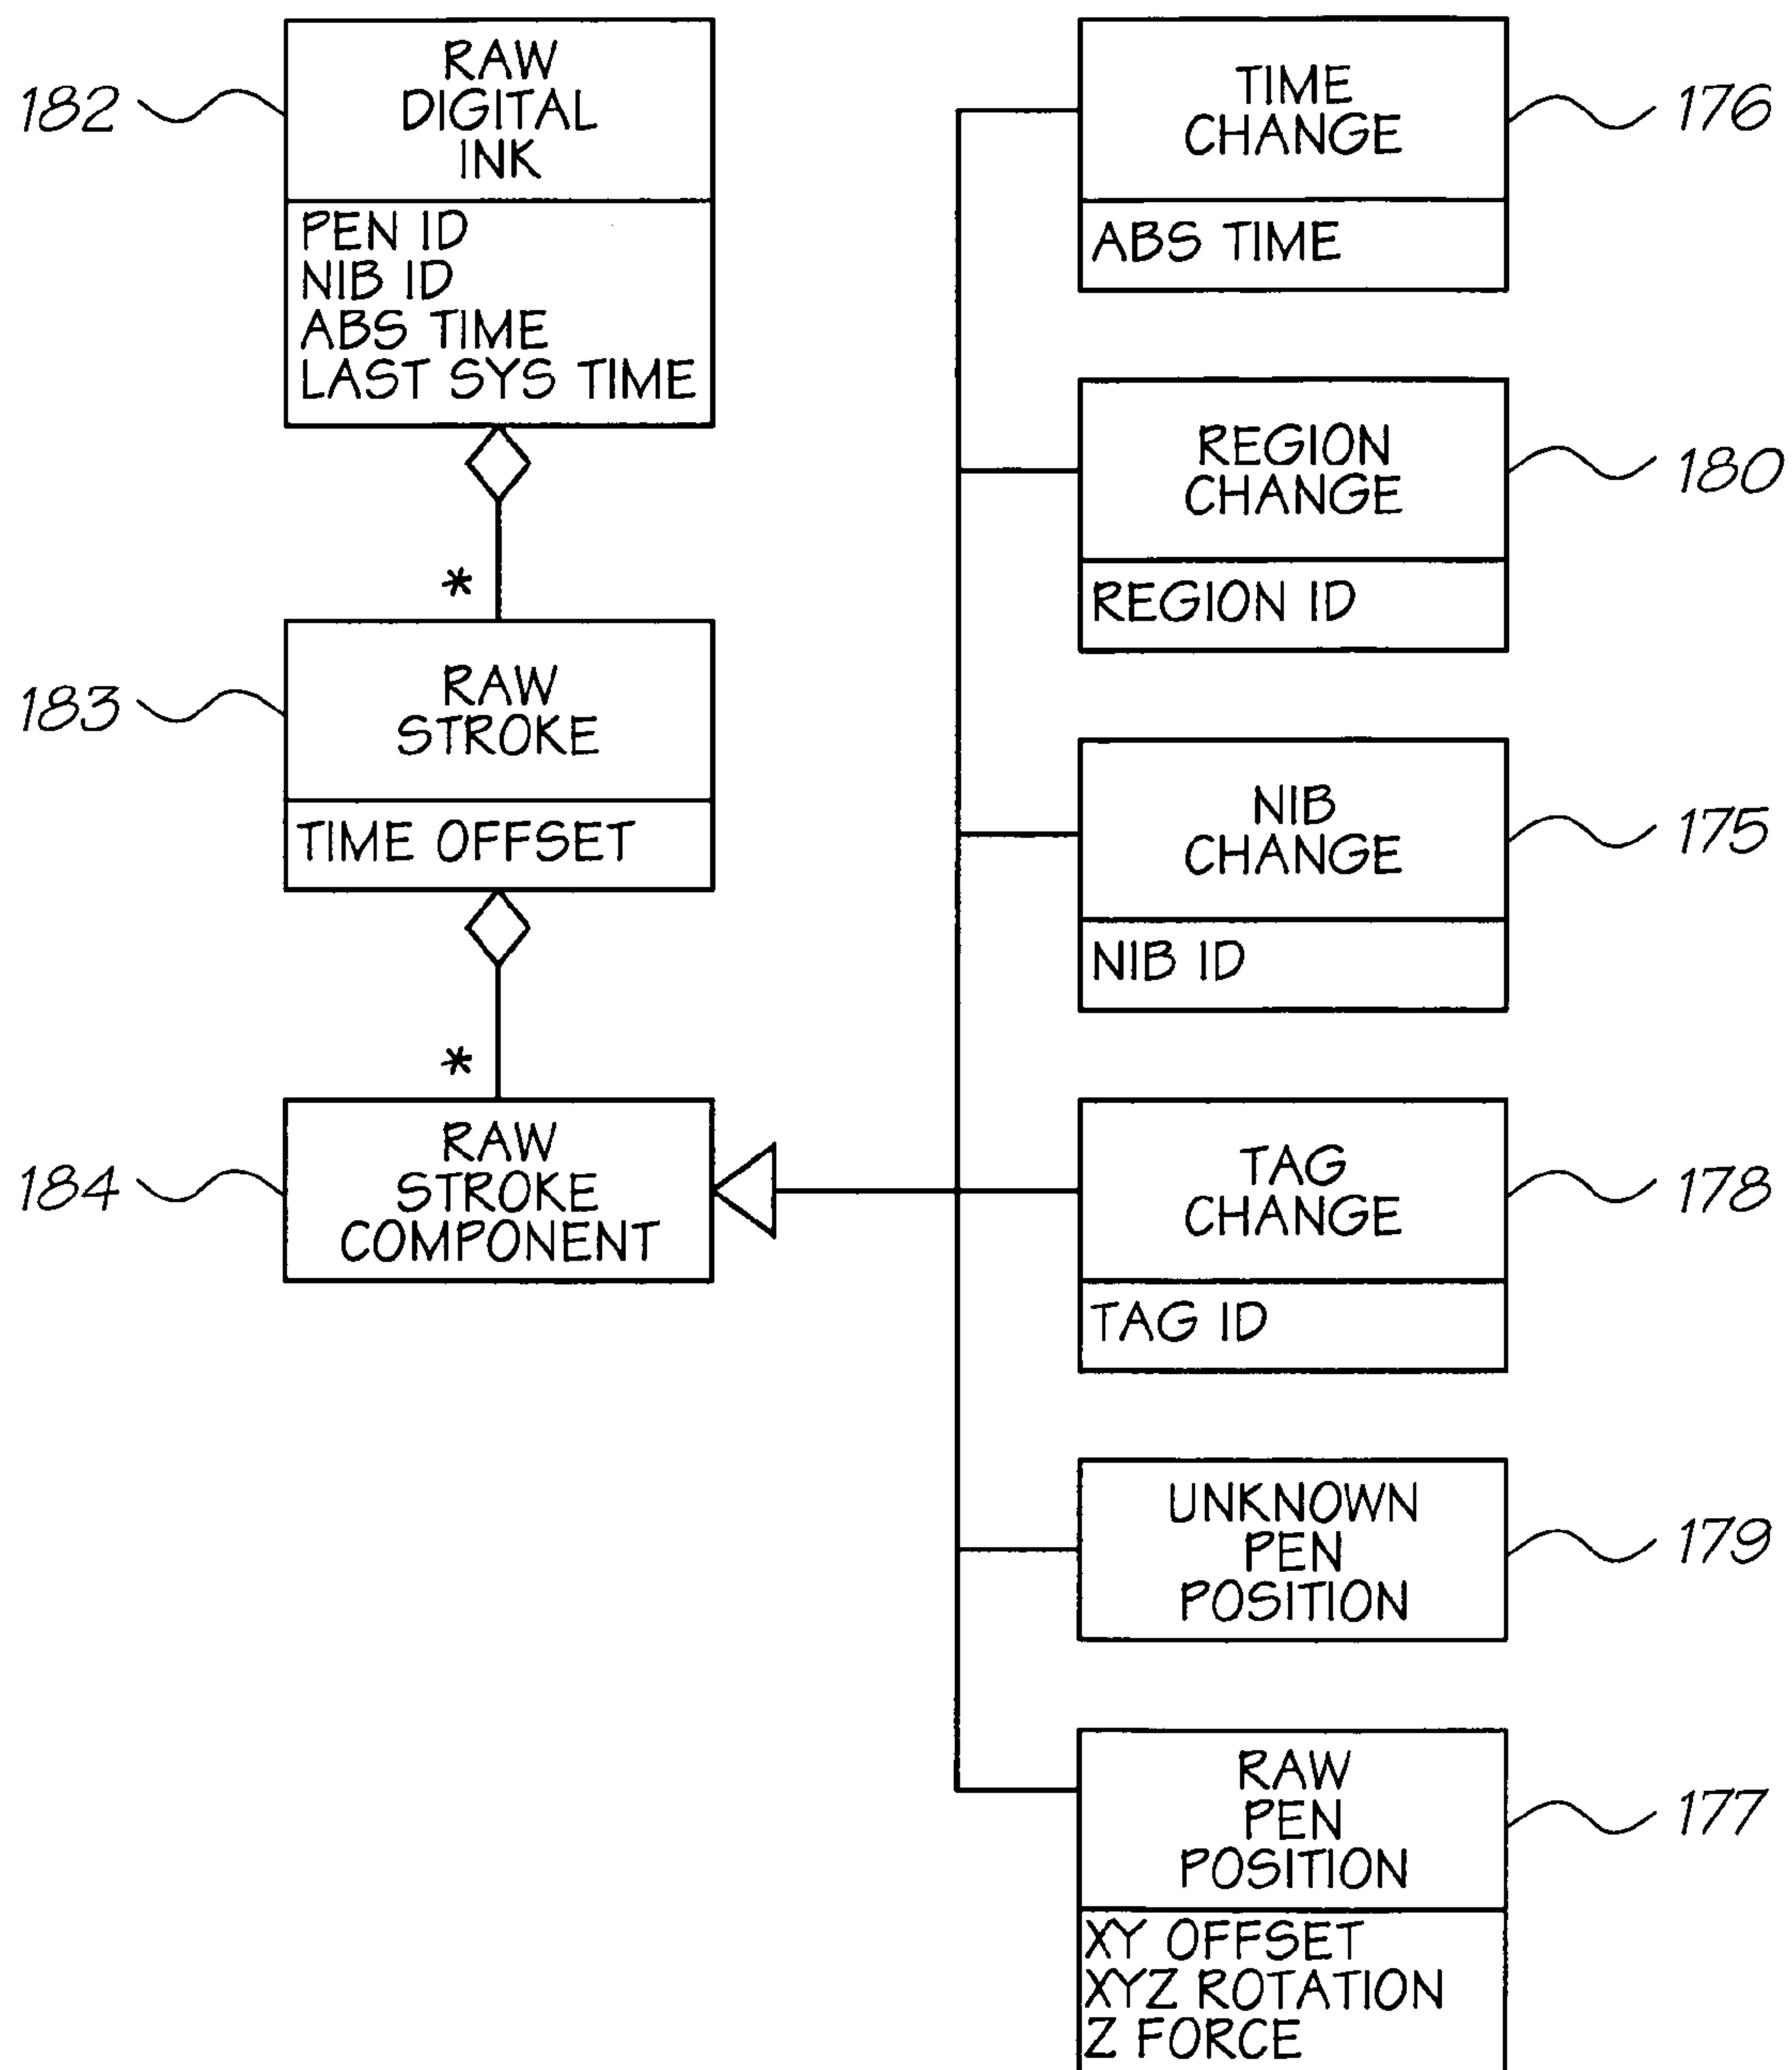 182
RAW
DIGITAL
INK
PEN ID
NIB ID
ABS TIME
LAST SYS TIME
*
183
RAW
STROKE
TIME OFFSET
*
184
RAW
STROKE
COMPONENT
TIME
CHANGE
176
ABS TIME
REGION
CHANGE
180
REGION ID
NIB
CHANGE
175
NIB ID
TAG
CHANGE
178
TAG ID
UNKNOWN
PEN
POSITION
179
RAW
PEN
POSITION
177
XY OFFSET
XYZ ROTATION
Z FORCE